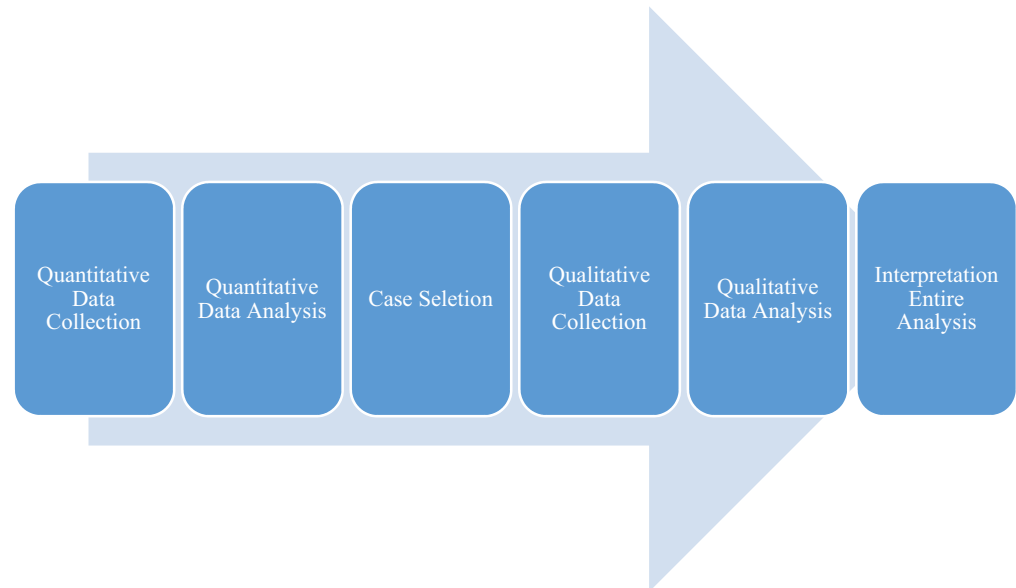 Quantitative
Data
Collection
Quantitative
Data Analysis
Case Seletion
Qualitative
Data
Collection
Qualitative
Data Analysis
Interpretation
Entire
Analysis